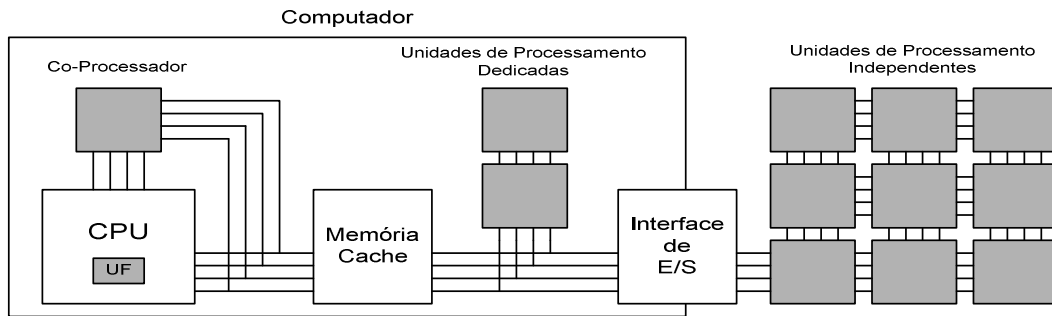 Computador
Co-Processador
Unidades de Processamento
Dedicadas
Unidades de Processamento
Independentes
CPU
UF
Memória
Cache
Interface
de
E/S